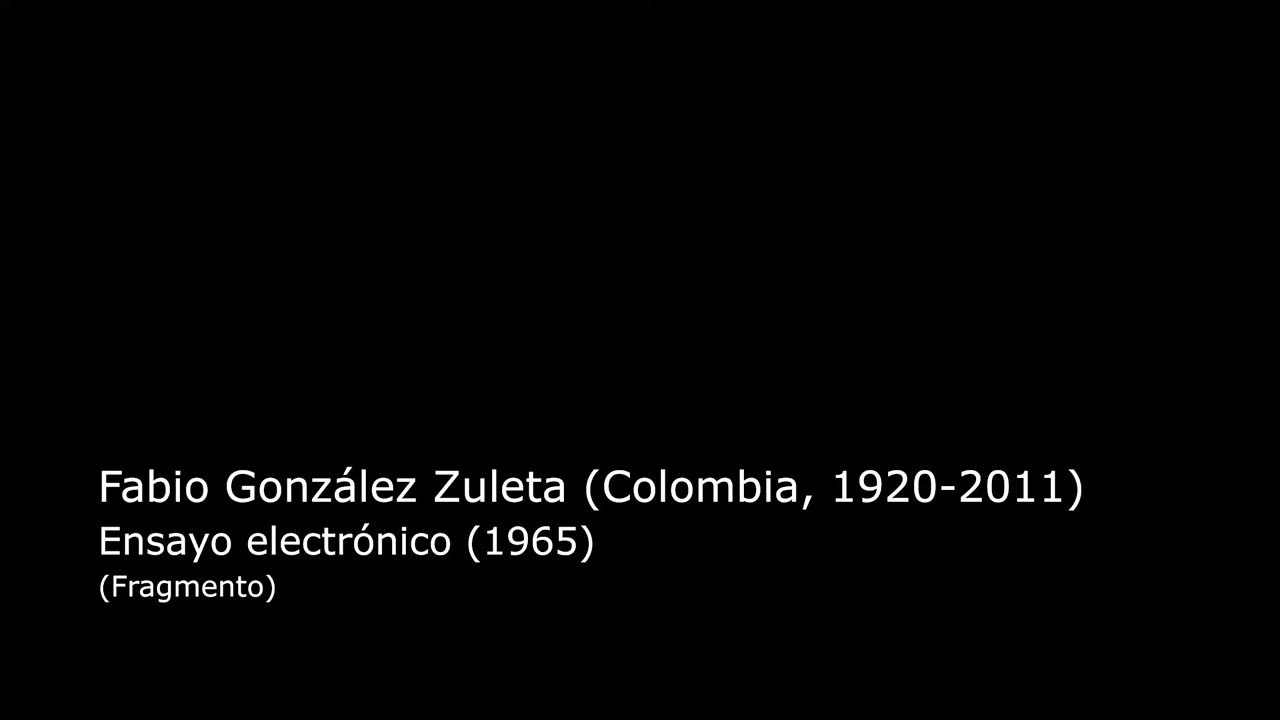 Fabio González Zuleta (Colombia, 1920-2011)
Ensayo electrónico (1965)
(Fragmento)